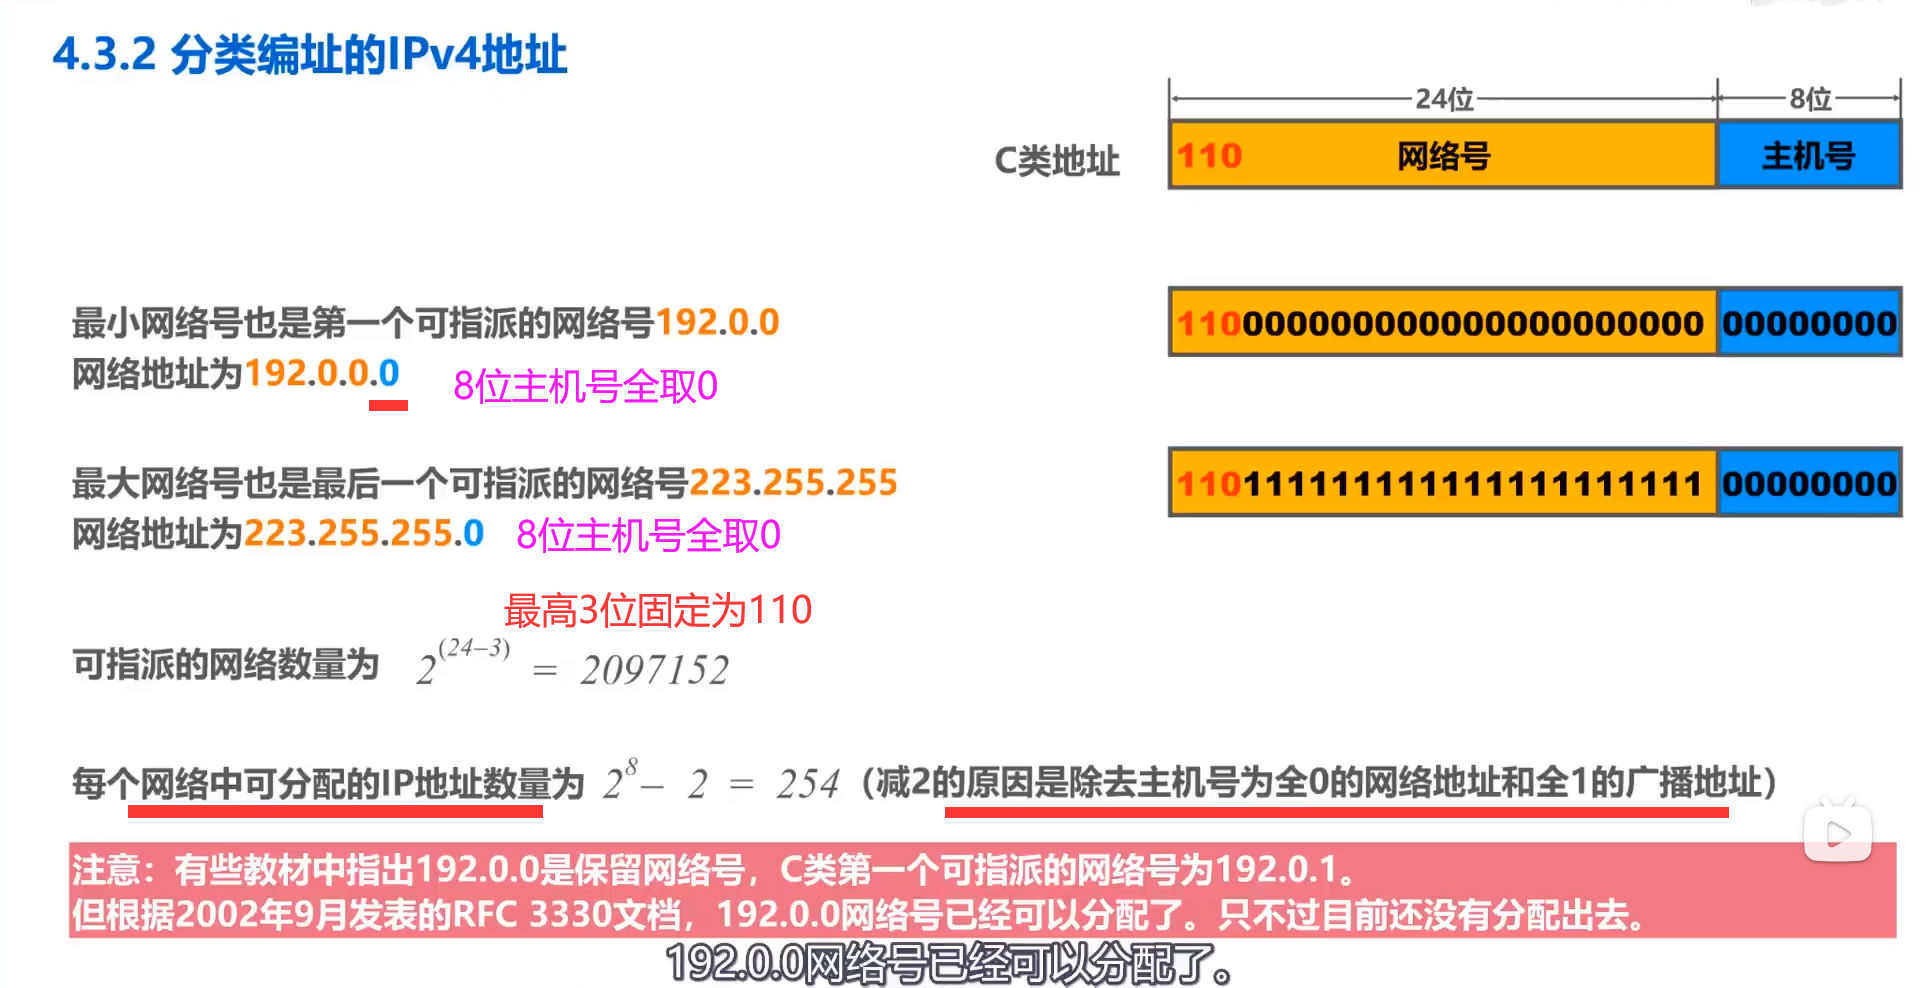 4.3.2 分类编址的IPv4地址
24位
8位
C类地址
110
网络号
主机号
最小网络号也是第一个可指派的网络号192.0.0
网络地址为192.0.0.0
8位主机号全取0
110000000000000000000000
00000000
最大网络号也是最后一个可指派的网络号223.255.255
网络地址为223.255.255.0
8位主机号全取0
110111111111111111111111
00000000
最高3位固定为110
可指派的网络数量为 2^(24-3) = 2097152
每个网络中可分配的IP地址数量为 2^8 - 2 = 254（减2的原因是除去主机号为全0的网络地址和全1的广播地址）
注意：有些教材中指出192.0.0是保留网络号，C类第一个可指派的网络号为192.0.1。
但根据2002年9月发表的RFC 3330文档，192.0.0网络号已经可以分配了。只不过目前还没有分配出去。
192.0.0网络号已经可以分配了。